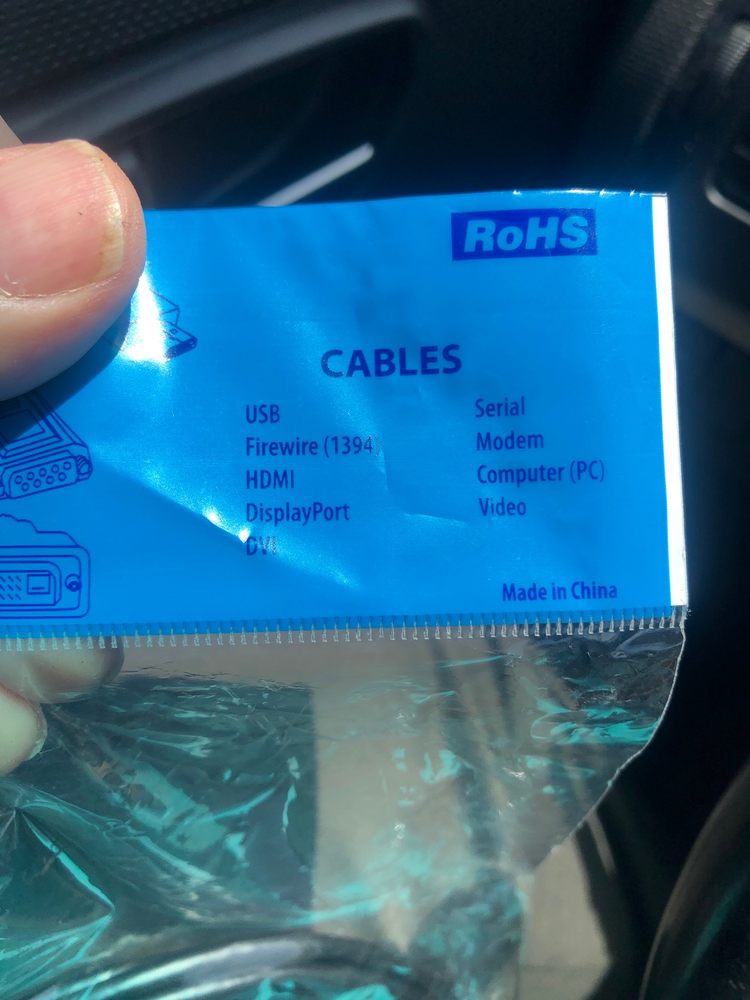 RoHS
CABLES
USB
Firewire (1394)
HDMI
DisplayPort
DVI
Serial
Modem
Computer (PC)
Video
Made in China